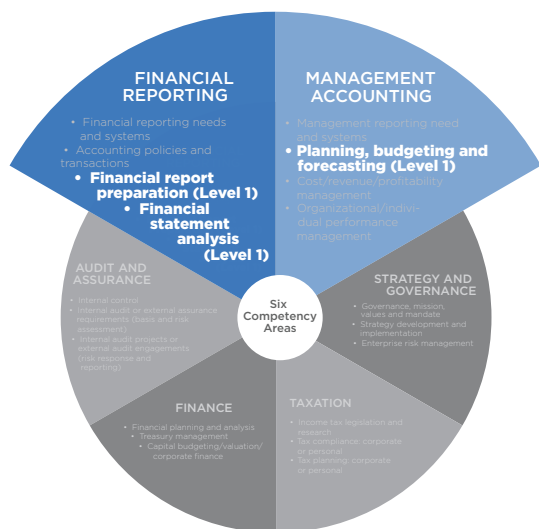 FINANCIAL
REPORTING
• Financial reporting needs
and systems
• Accounting policies and
transactions
• Financial report
preparation (Level 1)
• Financial
statement
analysis
(Level 1)
MANAGEMENT
ACCOUNTING
• Management reporting need
and systems
• Planning, budgeting and
forecasting (Level 1)
• Cost/revenue/profitability
management
• Organizational/indivi-
dual performance
management
AUDIT AND
ASSURANCE
• Internal control
• Internal audit or external assurance
requirements (basis and risk
assessment)
• Internal audit projects or
external audit engagements
(risk response and
reporting)
Six
Competency
Areas
STRATEGY AND
GOVERNANCE
• Governance, mission,
values and mandate
• Strategy development and
implementation
• Enterprise risk management
FINANCE
• Financial planning and analysis
• Treasury management
• Capital budgeting/valuation/
corporate finance
TAXATION
• Income tax legislation and
research
• Tax compliance: corporate
or personal
• Tax planning: corporate
or personal